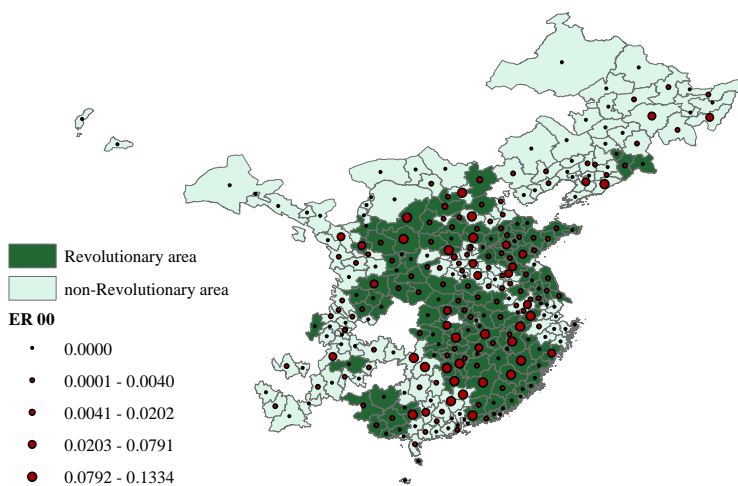 Revolutionary area
non-Revolutionary area
ER 00
0.0000
0.0001 - 0.0040
0.0041 - 0.0202
0.0203 - 0.0791
0.0792 - 0.1334